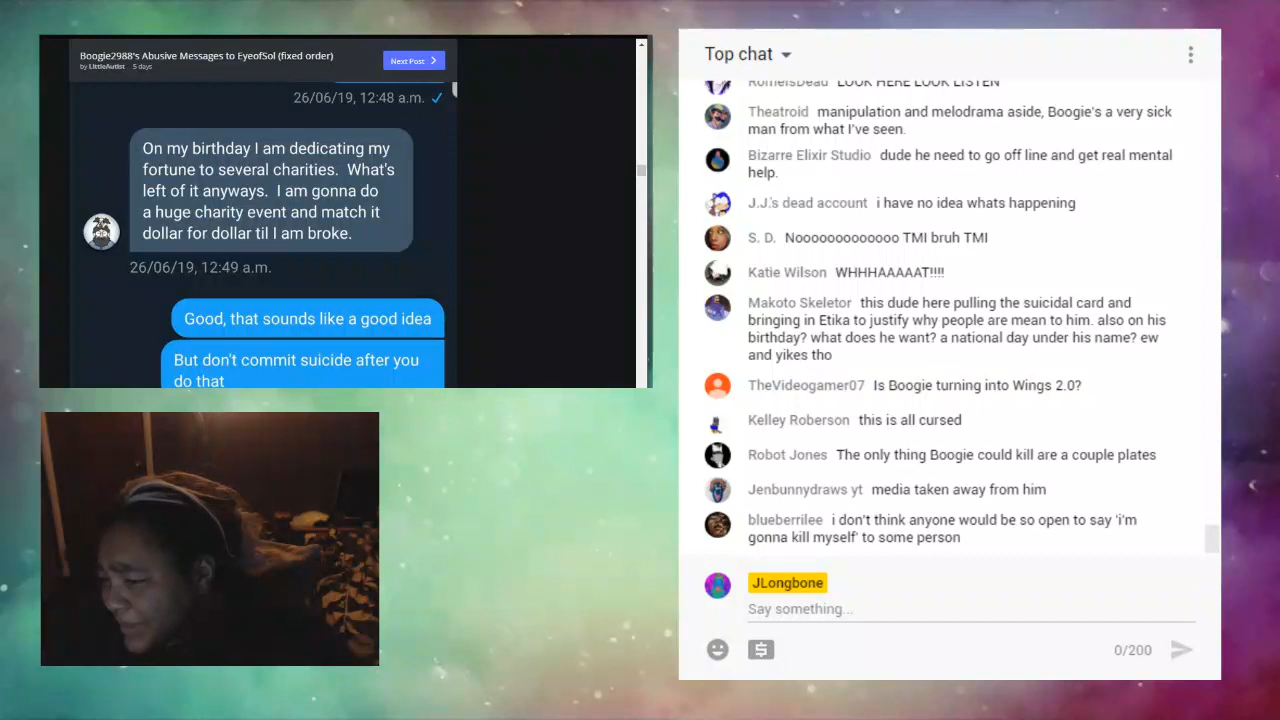 Boogie2988's Abusive Messages to EyeofSol (fixed order)
by LittleAutist 5 days
Next Post
26/06/19, 12:48 a.m.
On my birthday I am dedicating my
fortune to several charities. What's
left of it anyways. I am gonna do
a huge charity event and match it
dollar for dollar til I am broke.
26/06/19, 12:49 a.m.
Good, that sounds like a good idea
But don't commit suicide after you
do that
Top chat
RomeIsDead LOOK HERE LOOK LISTEN
Theatroid manipulation and melodrama aside, Boogie's a very sick
man from what I've seen.
Bizarre Elixir Studio dude he need to go off line and get real mental
help.
J.J.'s dead account i have no idea whats happening
S. D. Nooooooooooooo TMI bruh TMI
Katie Wilson WHHHAAAAAT!!!!
Makoto Skeletor this dude here pulling the suicidal card and
bringing in Etika to justify why people are mean to him. also on his
birthday? what does he want? a national day under his name? ew
and yikes tho
TheVideogamer07 Is Boogie turning into Wings 2.0?
Kelley Roberson this is all cursed
Robot Jones The only thing Boogie could kill are a couple plates
Jenbunnydraws yt media taken away from him
blueberrilee i don't think anyone would be so open to say 'i'm
gonna kill myself' to some person
JLongbone
Say something...
0/200